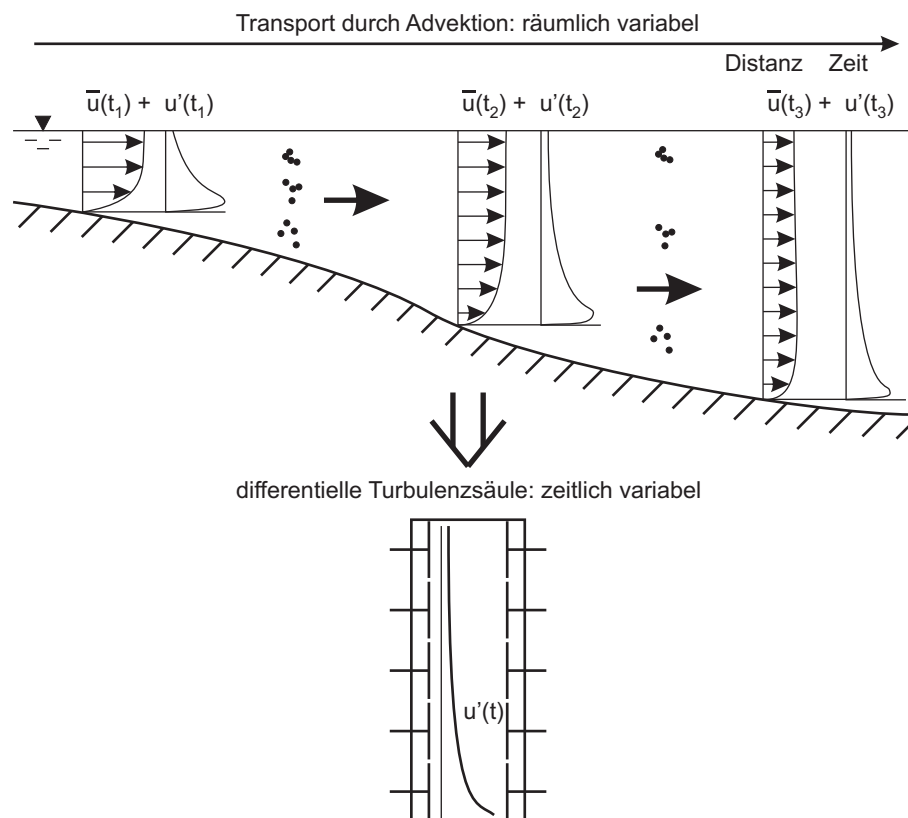 Transport durch Advektion: räumlich variabel
Distanz Zeit
u̅(t₁) + u'(t₁) u̅(t₂) + u'(t₂) u̅(t₃) + u'(t₃)
differentielle Turbulenzsäule: zeitlich variabel
u'(t)